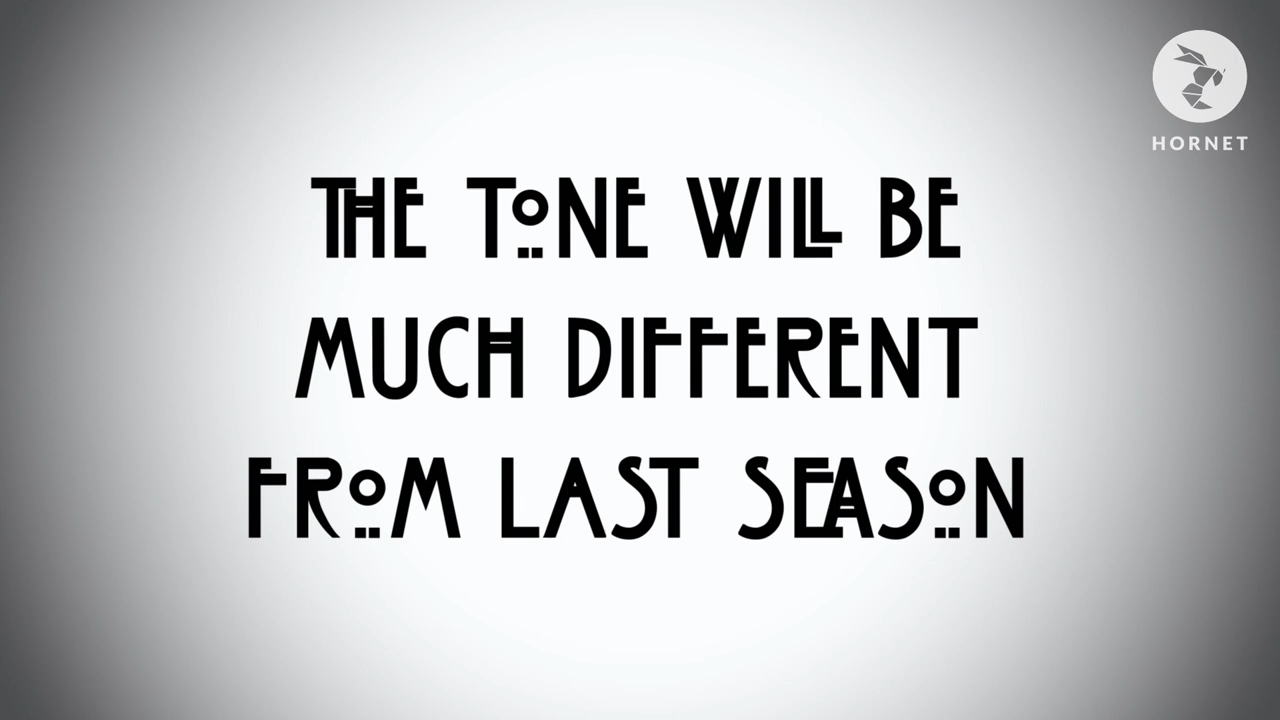 HORNET
THE TONE WILL BE
MUCH DIFFERENT
FROM LAST SEASON